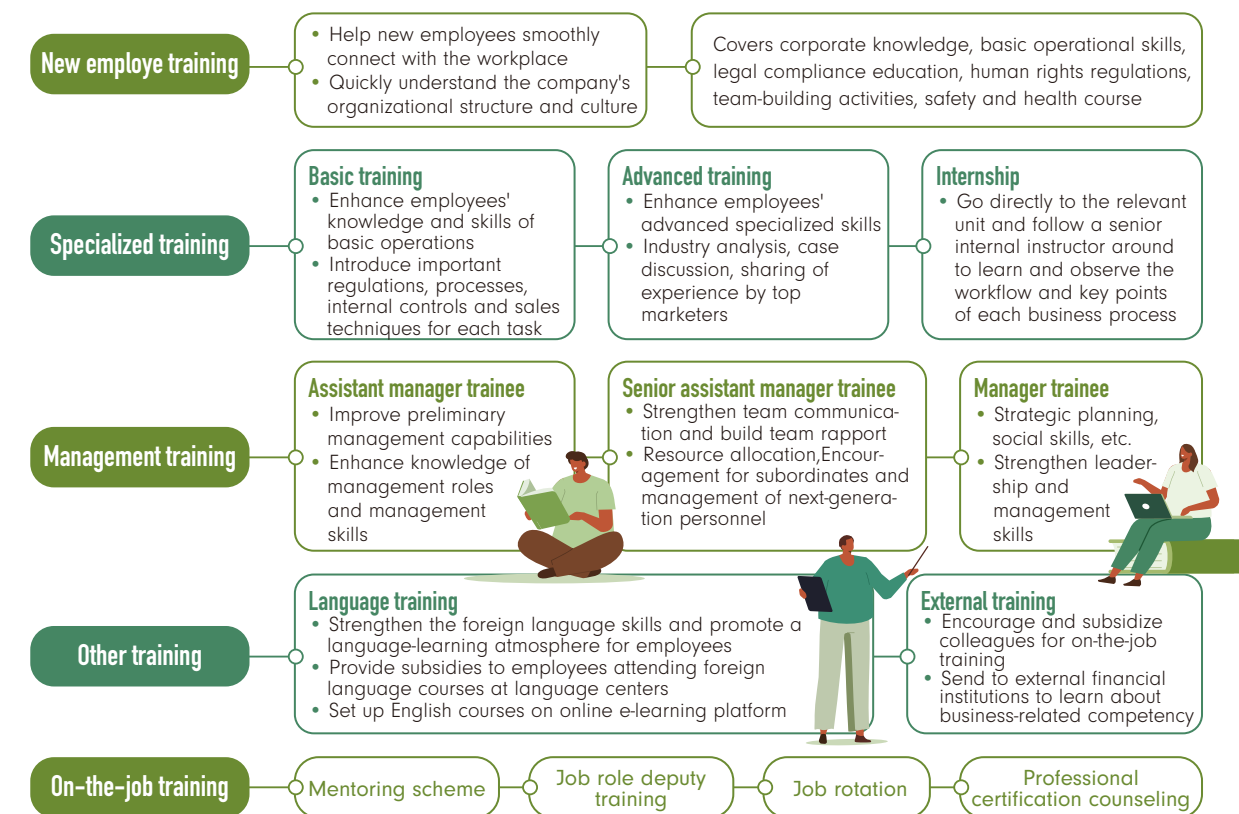 New employe training
• Help new employees smoothly
connect with the workplace
• Quickly understand the company's
organizational structure and culture
Covers corporate knowledge, basic operational skills,
legal compliance education, human rights regulations,
team-building activities, safety and health course
Specialized training
Basic training
• Enhance employees'
knowledge and skills of
basic operations
• Introduce important
regulations, processes,
internal controls and sales
techniques for each task
Advanced training
• Enhance employees'
advanced specialized skills
• Industry analysis, case
discussion, sharing of
experience by top
marketers
Internship
• Go directly to the relevant
unit and follow a senior
internal instructor around
to learn and observe the
workflow and key points
of each business process
Management training
Assistant manager trainee
• Improve preliminary
management capabilities
• Enhance knowledge of
management roles
and management
skills
Senior assistant manager trainee
• Strengthen team communica-
tion and build team rapport
• Resource allocation,Encour-
agement for subordinates and
management of next-genera-
tion personnel
Manager trainee
• Strategic planning,
social skills, etc.
• Strengthen leader-
ship and
management
skills
Other training
Language training
• Strengthen the foreign language skills and promote a
language-learning atmosphere for employees
• Provide subsidies to employees attending foreign
language courses at language centers
• Set up English courses on online e-learning platform
External training
• Encourage and subsidize
colleagues for on-the-job
training
• Send to external financial
institutions to learn about
business-related competency
On-the-job training
Mentoring scheme
Job role deputy
training
Job rotation
Professional
certification counseling